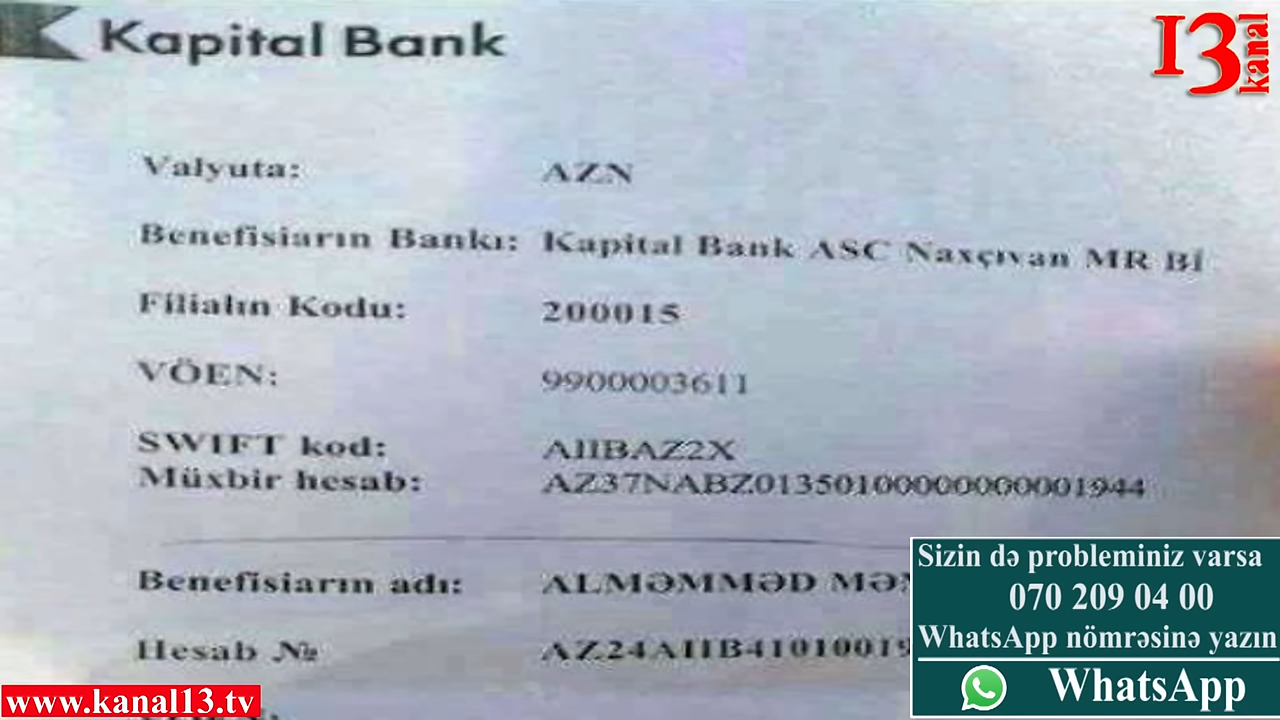 Kapital Bank
13 kanal
Valyuta: AZN
Benefisiarın Bankı: Kapital Bank ASC Naxçıvan MR Bİ
Filialın Kodu: 200015
VÖEN: 9900003611
SWIFT kod: AIIBAZ2X
Müxbir hesab: AZ37NABZ01350100000000001944
Benefisiarın adı: ALMƏMMƏD
Hesab № AZ24AIIB41010019
Sizin də probleminiz varsa
070 209 04 00
WhatsApp nömrəsinə yazın
WhatsApp
www.kanal13.tv